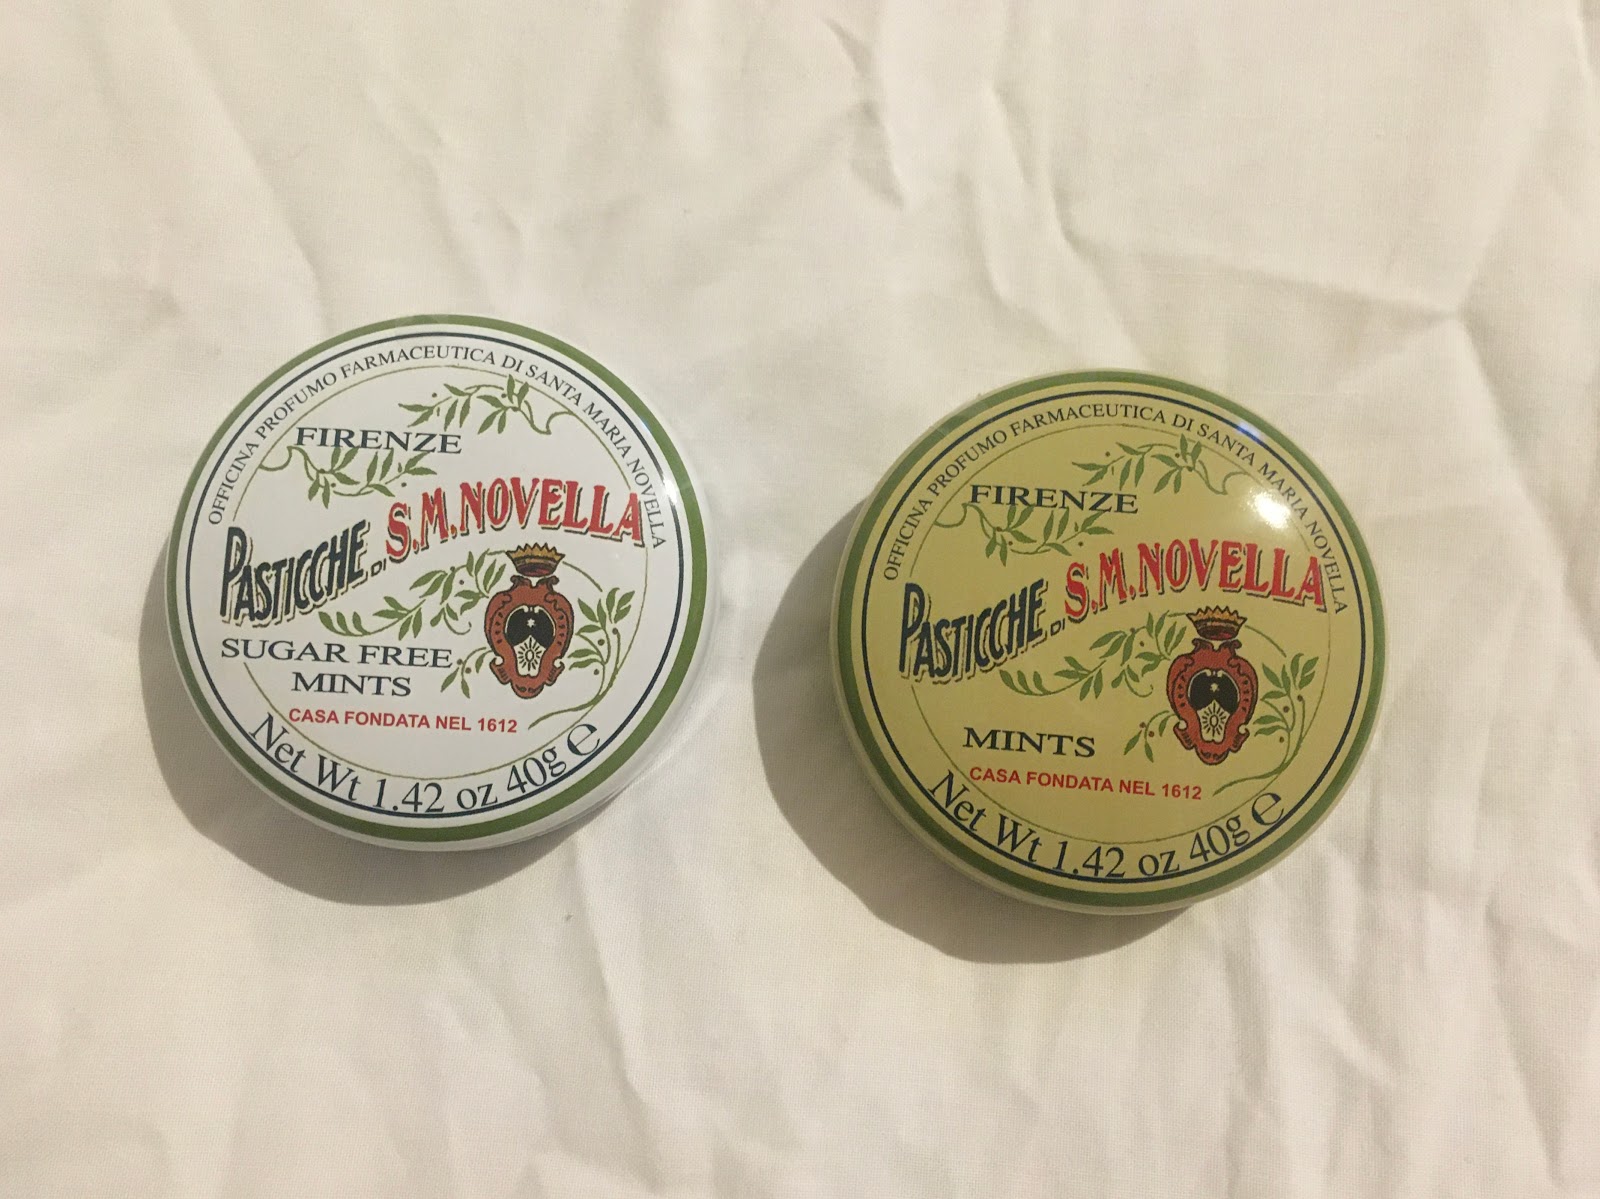 OFFICINA PROFUMO FARMACEUTICA DI SANTA MARIA NOVELLA
FIRENZE
PASTICCHE DI S.M.NOVELLA
SUGAR FREE
MINTS
CASA FONDATA NEL 1612
Net Wt 1.42 oz 40g ℮
OFFICINA PROFUMO FARMACEUTICA DI SANTA MARIA NOVELLA
FIRENZE
PASTICCHE DI S.M.NOVELLA
MINTS
CASA FONDATA NEL 1612
Net Wt 1.42 oz 40g ℮